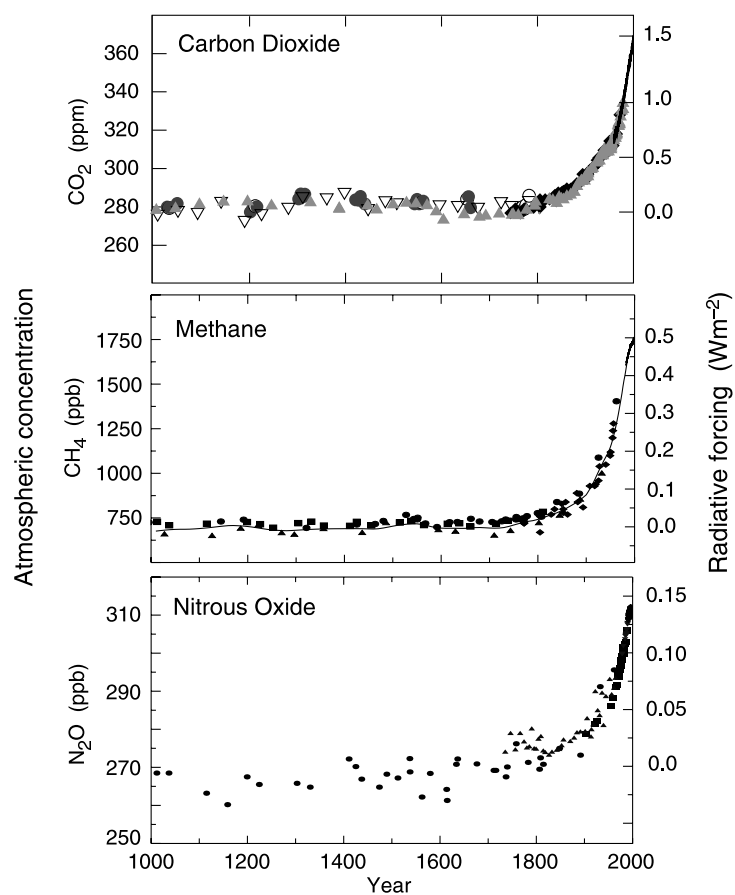 Atmospheric concentration
Carbon Dioxide
CO₂ (ppm)
360
340
320
300
280
260
1.5
1.0
0.5
0.0
Methane
CH₄ (ppb)
1750
1500
1250
1000
750
0.5
0.4
0.3
0.2
0.1
0.0
Nitrous Oxide
N₂O (ppb)
310
290
270
250
0.15
0.10
0.05
0.0
Radiative forcing (Wm⁻²)
1000 1200 1400 1600 1800 2000
Year